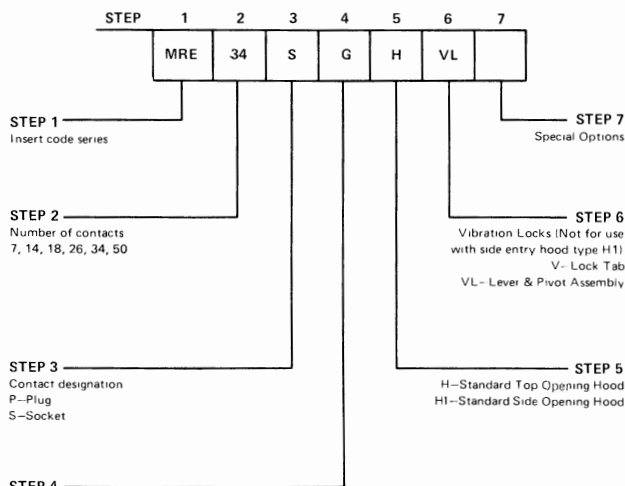 STEP 1 2 3 4 5 6 7
MRE 34 S G H VL
STEP 1
Insert code series
STEP 7
Special Options
STEP 2
Number of contacts
7, 14, 18, 26, 34, 50
STEP 6
Vibration Locks (Not for use
with side entry hood type H1)
V–Lock Tab
VL–Lever & Pivot Assembly
STEP 3
Contact designation
P–Plug
S–Socket
STEP 5
H–Standard Top Opening Hood
H1–Standard Side Opening Hood
STEP 4